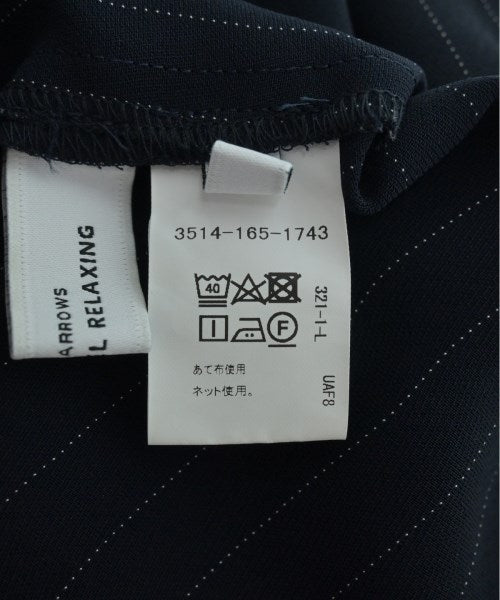 ARROWS
L RELAXING
3514-165-1743
40
F
あて布使用
ネット使用。
321-1-L
UAF8